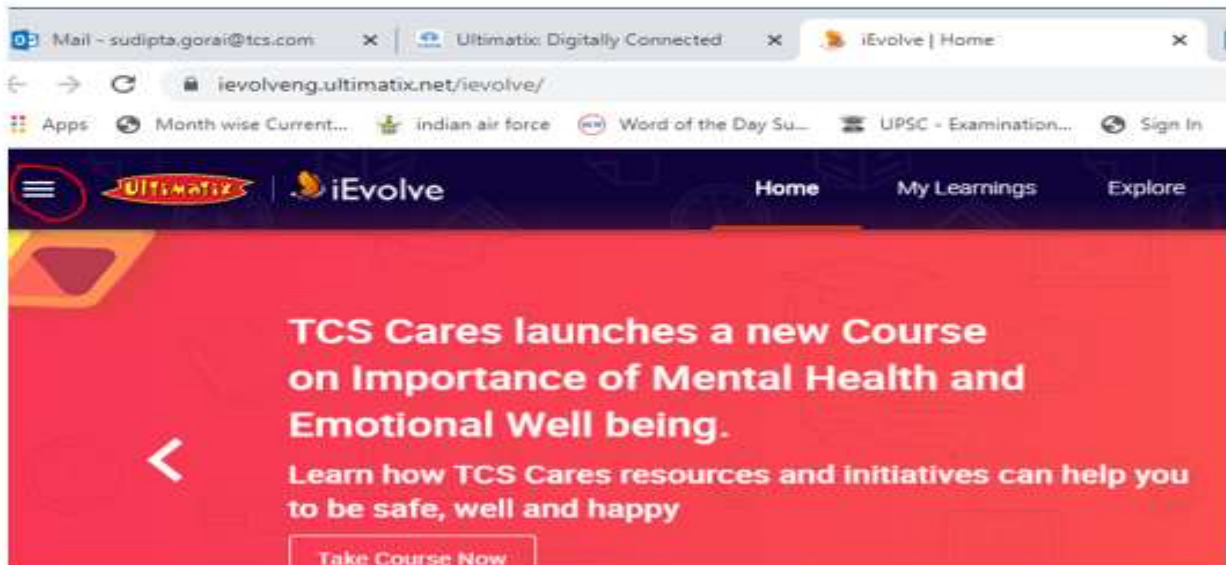 Mail - sudipta.gorai@tcs.com Ultimatix: Digitally Connected iEvolve | Home
ievolveng.ultimatix.net/ievolve/
Apps Month wise Current... indian air force Word of the Day Su... UPSC - Examination... Sign In
Ultimatix iEvolve Home My Learnings Explore
TCS Cares launches a new Course
on Importance of Mental Health and
Emotional Well being.
Learn how TCS Cares resources and initiatives can help you
to be safe, well and happy
Take Course Now